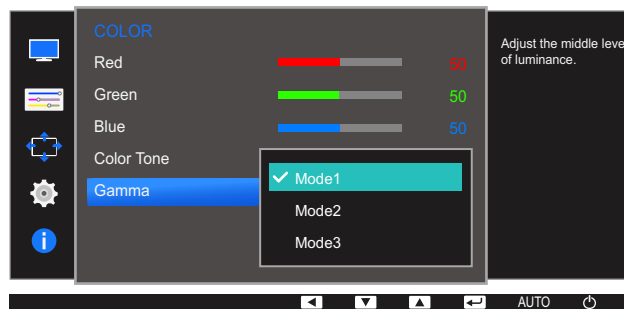 COLOR
Red 50
Green 50
Blue 50
Color Tone
Gamma
Mode1
Mode2
Mode3
Adjust the middle leve
of luminance.
AUTO